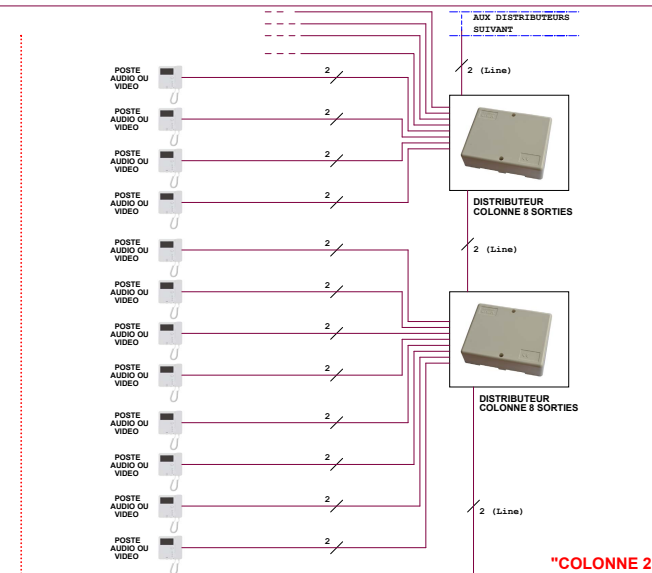 AUX DISTRIBUTEURS
SUIVANT
2 (Line)
POSTE
AUDIO OU
VIDEO
2
POSTE
AUDIO OU
VIDEO
2
POSTE
AUDIO OU
VIDEO
2
POSTE
AUDIO OU
VIDEO
2
DISTRIBUTEUR
COLONNE 8 SORTIES
POSTE
AUDIO OU
VIDEO
2
2 (Line)
POSTE
AUDIO OU
VIDEO
2
POSTE
AUDIO OU
VIDEO
2
POSTE
AUDIO OU
VIDEO
2
DISTRIBUTEUR
COLONNE 8 SORTIES
POSTE
AUDIO OU
VIDEO
2
POSTE
AUDIO OU
VIDEO
2
POSTE
AUDIO OU
VIDEO
2
2 (Line)
POSTE
AUDIO OU
VIDEO
2
"COLONNE 2